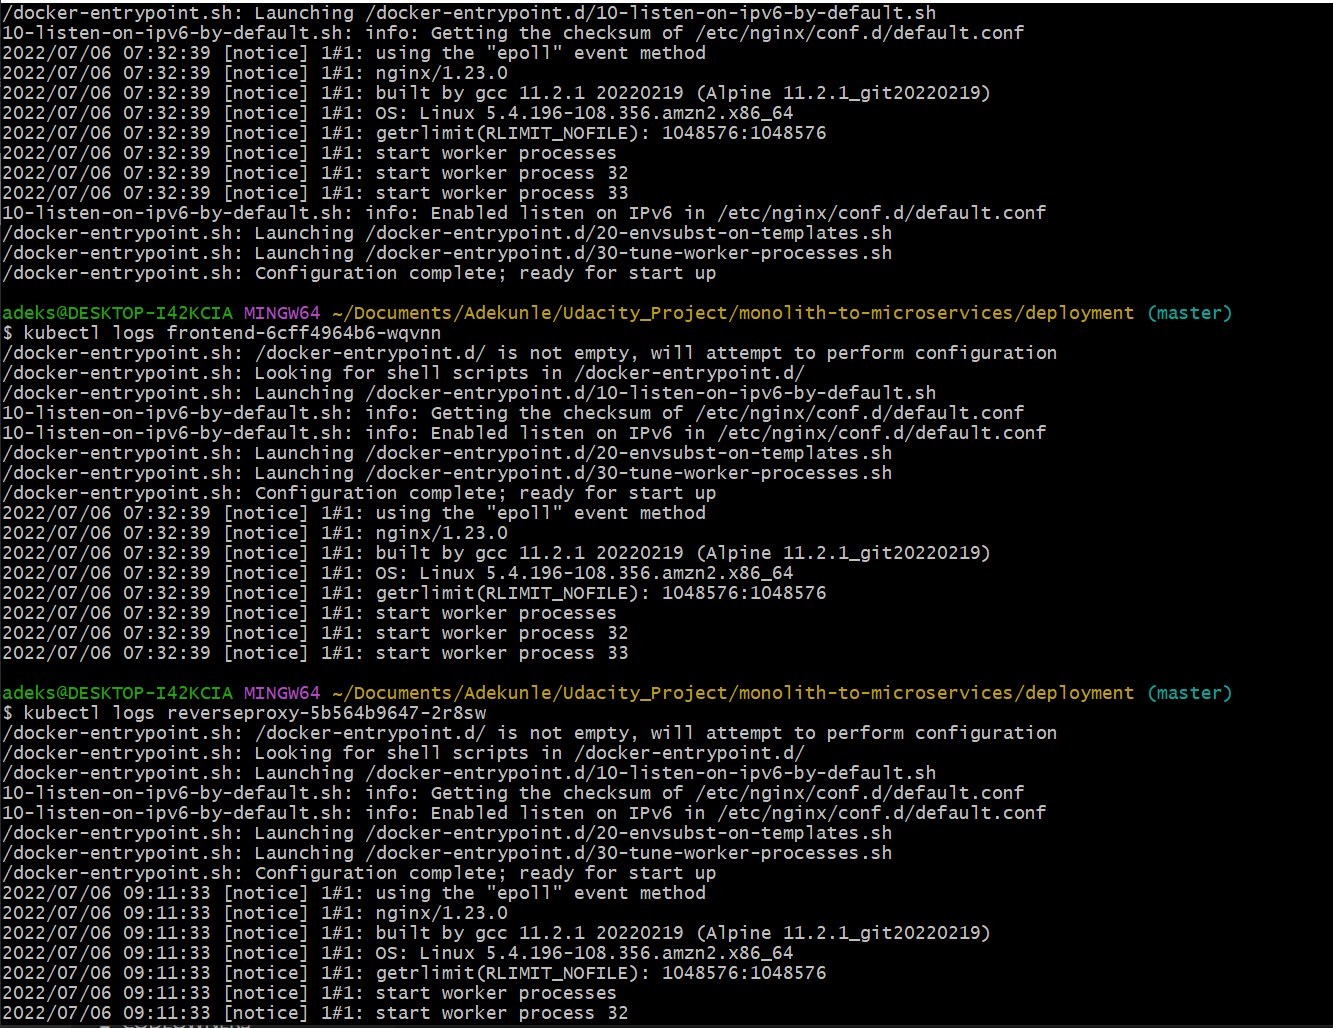 /docker-entrypoint.sh: Launching /docker-entrypoint.d/10-listen-on-ipv6-by-default.sh
10-listen-on-ipv6-by-default.sh: info: Getting the checksum of /etc/nginx/conf.d/default.conf
2022/07/06 07:32:39 [notice] 1#1: using the "epoll" event method
2022/07/06 07:32:39 [notice] 1#1: nginx/1.23.0
2022/07/06 07:32:39 [notice] 1#1: built by gcc 11.2.1 20220219 (Alpine 11.2.1_git20220219)
2022/07/06 07:32:39 [notice] 1#1: OS: Linux 5.4.196-108.356.amzn2.x86_64
2022/07/06 07:32:39 [notice] 1#1: getrlimit(RLIMIT_NOFILE): 1048576:1048576
2022/07/06 07:32:39 [notice] 1#1: start worker processes
2022/07/06 07:32:39 [notice] 1#1: start worker process 32
2022/07/06 07:32:39 [notice] 1#1: start worker process 33
10-listen-on-ipv6-by-default.sh: info: Enabled listen on IPv6 in /etc/nginx/conf.d/default.conf
/docker-entrypoint.sh: Launching /docker-entrypoint.d/20-envsubst-on-templates.sh
/docker-entrypoint.sh: Launching /docker-entrypoint.d/30-tune-worker-processes.sh
/docker-entrypoint.sh: Configuration complete; ready for start up
adeks@DESKTOP-I42KCIA MINGW64 ~/Documents/Adekunle/Udacity_Project/monolith-to-microservices/deployment (master)
$ kubectl logs frontend-6cff4964b6-wqvnn
/docker-entrypoint.sh: /docker-entrypoint.d/ is not empty, will attempt to perform configuration
/docker-entrypoint.sh: Looking for shell scripts in /docker-entrypoint.d/
/docker-entrypoint.sh: Launching /docker-entrypoint.d/10-listen-on-ipv6-by-default.sh
10-listen-on-ipv6-by-default.sh: info: Getting the checksum of /etc/nginx/conf.d/default.conf
10-listen-on-ipv6-by-default.sh: info: Enabled listen on IPv6 in /etc/nginx/conf.d/default.conf
/docker-entrypoint.sh: Launching /docker-entrypoint.d/20-envsubst-on-templates.sh
/docker-entrypoint.sh: Launching /docker-entrypoint.d/30-tune-worker-processes.sh
/docker-entrypoint.sh: Configuration complete; ready for start up
2022/07/06 07:32:39 [notice] 1#1: using the "epoll" event method
2022/07/06 07:32:39 [notice] 1#1: nginx/1.23.0
2022/07/06 07:32:39 [notice] 1#1: built by gcc 11.2.1 20220219 (Alpine 11.2.1_git20220219)
2022/07/06 07:32:39 [notice] 1#1: OS: Linux 5.4.196-108.356.amzn2.x86_64
2022/07/06 07:32:39 [notice] 1#1: getrlimit(RLIMIT_NOFILE): 1048576:1048576
2022/07/06 07:32:39 [notice] 1#1: start worker processes
2022/07/06 07:32:39 [notice] 1#1: start worker process 32
2022/07/06 07:32:39 [notice] 1#1: start worker process 33
adeks@DESKTOP-I42KCIA MINGW64 ~/Documents/Adekunle/Udacity_Project/monolith-to-microservices/deployment (master)
$ kubectl logs reverseproxy-5b564b9647-2r8sw
/docker-entrypoint.sh: /docker-entrypoint.d/ is not empty, will attempt to perform configuration
/docker-entrypoint.sh: Looking for shell scripts in /docker-entrypoint.d/
/docker-entrypoint.sh: Launching /docker-entrypoint.d/10-listen-on-ipv6-by-default.sh
10-listen-on-ipv6-by-default.sh: info: Getting the checksum of /etc/nginx/conf.d/default.conf
10-listen-on-ipv6-by-default.sh: info: Enabled listen on IPv6 in /etc/nginx/conf.d/default.conf
/docker-entrypoint.sh: Launching /docker-entrypoint.d/20-envsubst-on-templates.sh
/docker-entrypoint.sh: Launching /docker-entrypoint.d/30-tune-worker-processes.sh
/docker-entrypoint.sh: Configuration complete; ready for start up
2022/07/06 09:11:33 [notice] 1#1: using the "epoll" event method
2022/07/06 09:11:33 [notice] 1#1: nginx/1.23.0
2022/07/06 09:11:33 [notice] 1#1: built by gcc 11.2.1 20220219 (Alpine 11.2.1_git20220219)
2022/07/06 09:11:33 [notice] 1#1: OS: Linux 5.4.196-108.356.amzn2.x86_64
2022/07/06 09:11:33 [notice] 1#1: getrlimit(RLIMIT_NOFILE): 1048576:1048576
2022/07/06 09:11:33 [notice] 1#1: start worker processes
2022/07/06 09:11:33 [notice] 1#1: start worker process 32